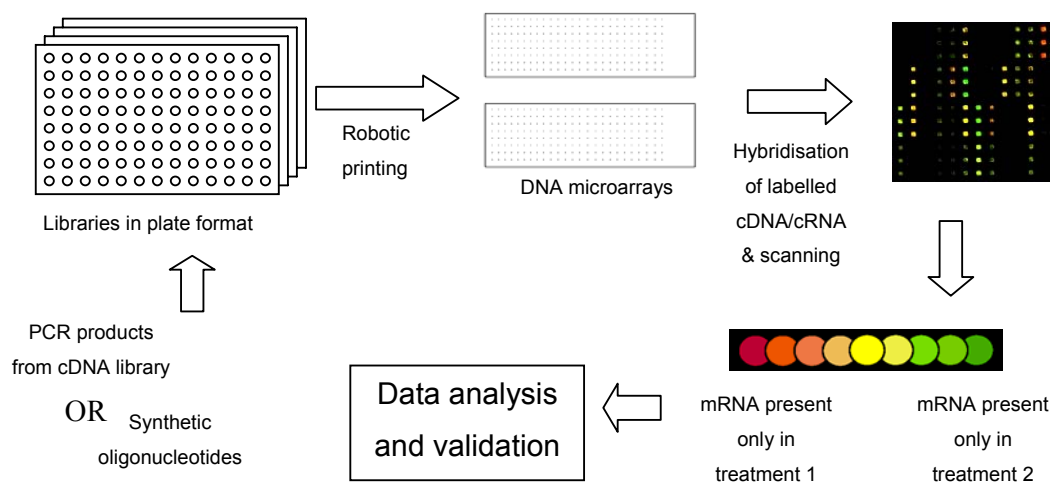 Robotic
printing
DNA microarrays
Hybridisation
of labelled
cDNA/cRNA
& scanning
Libraries in plate format
PCR products
from cDNA library
OR
Synthetic
oligonucleotides
Data analysis
and validation
mRNA present
only in
treatment 1
mRNA present
only in
treatment 2